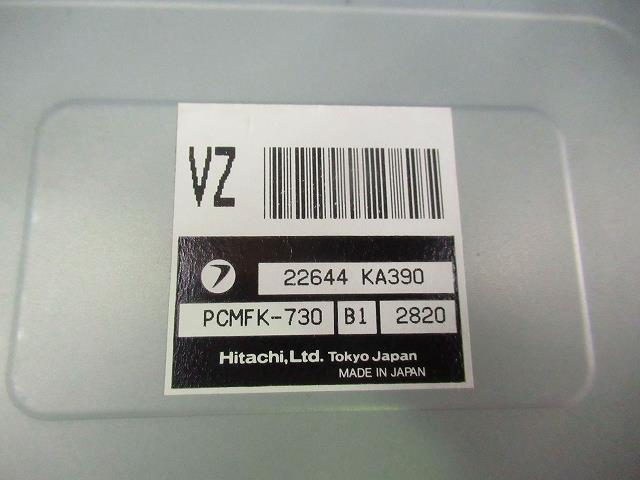 VZ
22644 KA390
PCMFK-730 B1 2820
Hitachi,Ltd. Tokyo Japan
MADE IN JAPAN